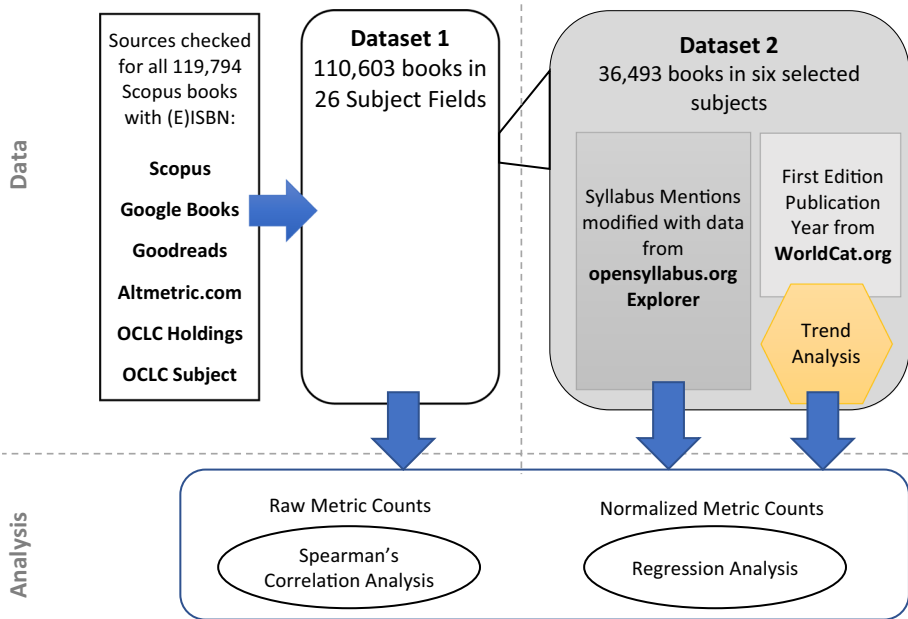 Data
Sources checked
for all 119,794
Scopus books
with (E)ISBN:
Scopus
Google Books
Goodreads
Altmetric.com
OCLC Holdings
OCLC Subject
Dataset 1
110,603 books in
26 Subject Fields
Dataset 2
36,493 books in six selected
subjects
Syllabus Mentions
modified with data
from
opensyllabus.org
Explorer
First Edition
Publication
Year from
WorldCat.org
Trend
Analysis
Analysis
Raw Metric Counts
Spearman's
Correlation Analysis
Normalized Metric Counts
Regression Analysis